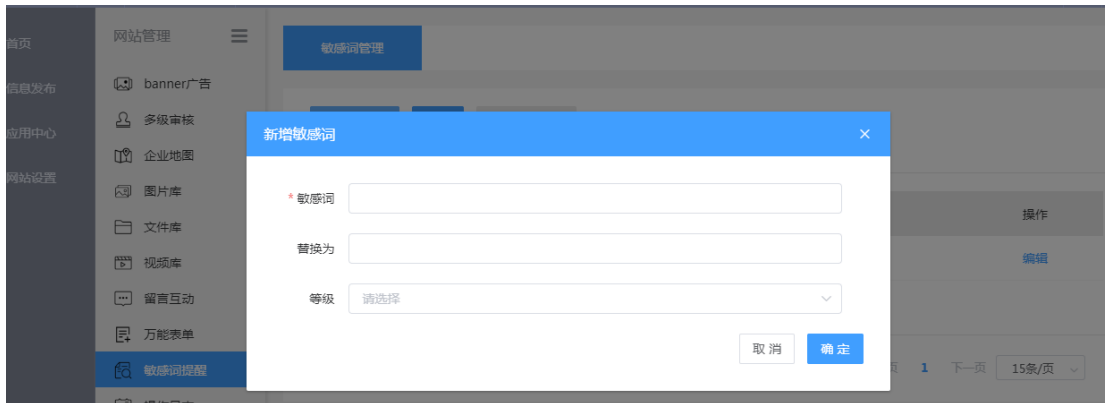 首页
信息发布
应用中心
网站设置
网站管理
banner广告
多级审核
企业地图
图片库
文件库
视频库
留言互动
万能表单
敏感词提醒
敏感词管理
新增敏感词
* 敏感词
替换为
等级 请选择
取消 确定
操作
编辑
页 1 下一页 15条/页